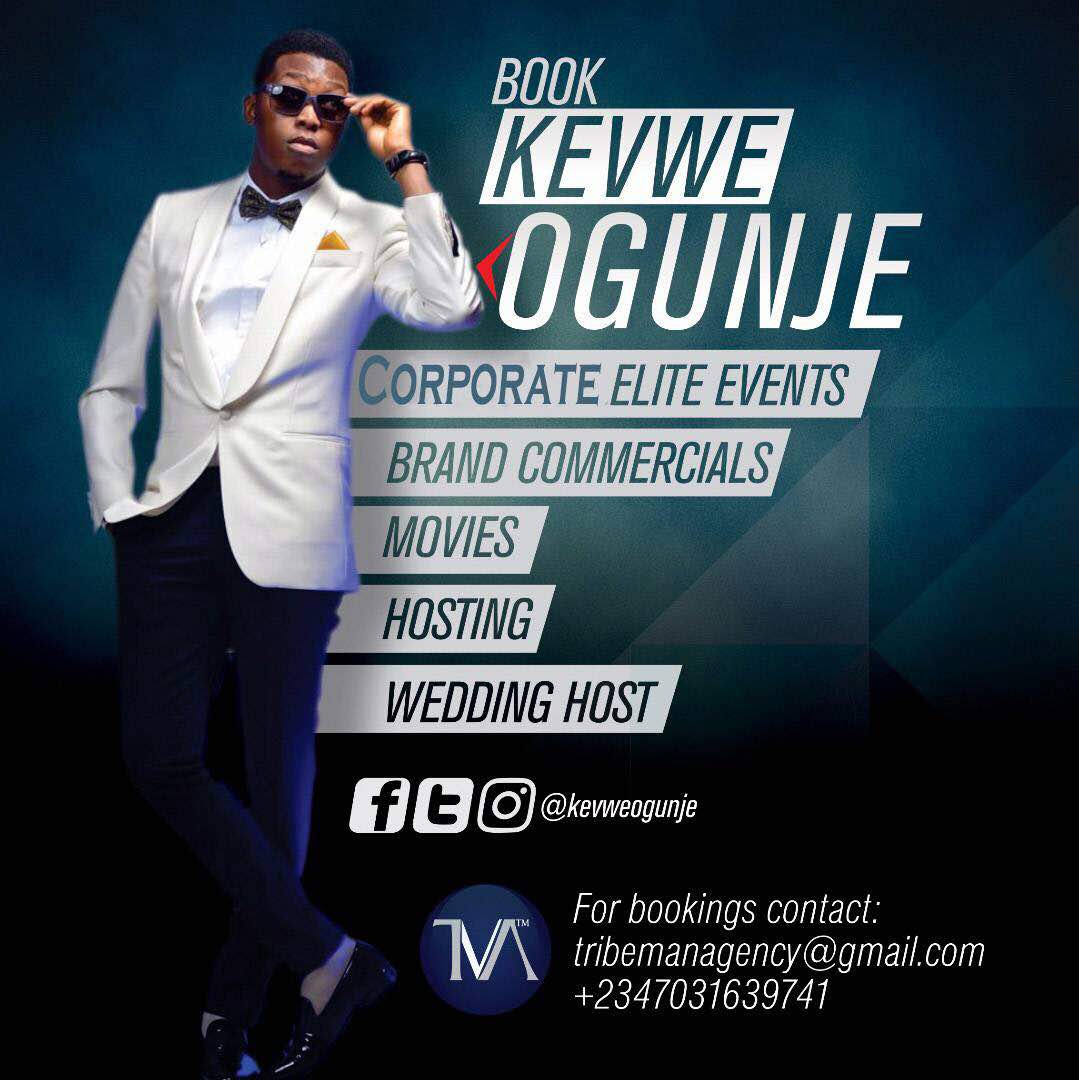 BOOK
KEVWE
OGUNJE
CORPORATE ELITE EVENTS
BRAND COMMERCIALS
MOVIES
HOSTING
WEDDING HOST
@kevweogunje
TVA™
For bookings contact:
tribemanagency@gmail.com
+2347031639741